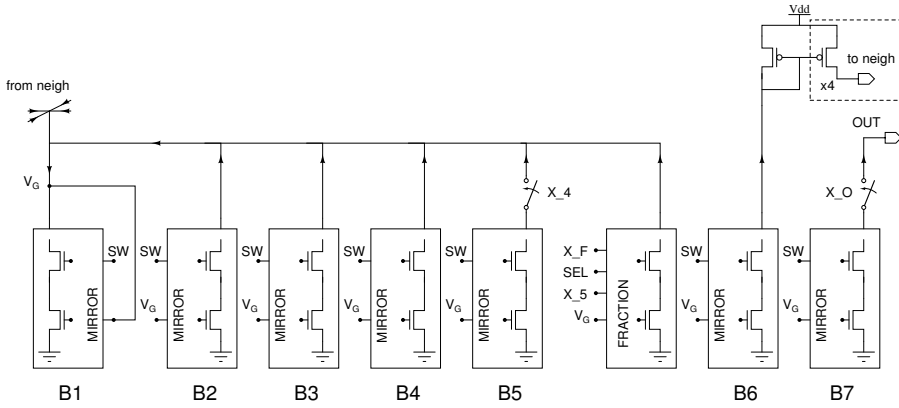 Vdd
from neigh
to neigh
x4
OUT
V_G
X_4
X_O
SW
SW
SW
SW
SW
X_F
SEL
X_5
V_G
SW
SW
V_G
V_G
V_G
V_G
V_G
V_G
MIRROR
MIRROR
MIRROR
MIRROR
MIRROR
FRACTION
MIRROR
MIRROR
B1
B2
B3
B4
B5
B6
B7